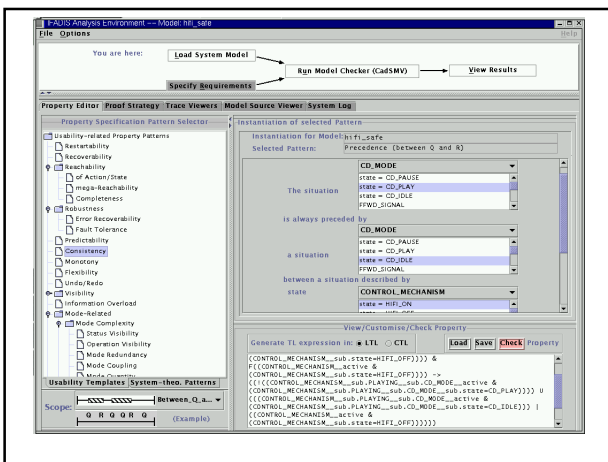 IFADIS Analysis Environment -- Model: hifi_safe
File Options Help
You are here: Load System Model
Run Model Checker (CadSMV) View Results
Specify Requirements
Property Editor Proof Strategy Trace Viewers Model Source Viewer System Log
Property Specification Pattern Selector
Usability-related Property Patterns
Restartability
Recoverability
Reachability
of Action/State
mega-Reachability
Completeness
Robustness
Error Recoverability
Fault Tolerance
Predictability
Consistency
Monotony
Flexibility
Undo/Redo
Visibility
Information Overload
Mode-Related
Mode Complexity
Status Visibility
Operation Visibility
Mode Redundancy
Mode Coupling
Mode Quantity
Usability Templates System-theo. Patterns
Scope: Between_Q_a...
Q R Q Q R Q (Example)
Instantiation of selected Pattern
Instantiation for Model: hifi_safe
Selected Pattern: Precedence (between Q and R)
CD_MODE
state = CD_PAUSE
The situation state = CD_PLAY
state = CD_IDLE
FFWD_SIGNAL
is always preceded by
CD_MODE
state = CD_PAUSE
a situation state = CD_PLAY
state = CD_IDLE
FFWD_SIGNAL
between a situation described by
state CONTROL_MECHANISM
state = HIFI_ON
state = HIFI_OFF
View/Customise/Check Property
Generate TL expression in: LTL CTL Load Save Check Property
(CONTROL_MECHANISM__sub.state=HIFI_OFF)))) &
F((CONTROL_MECHANISM__active &
(CONTROL_MECHANISM__sub.state=HIFI_OFF)))) ->
((!((CONTROL_MECHANISM__sub.PLAYING__sub.CD_MODE__active &
(CONTROL_MECHANISM__sub.PLAYING__sub.CD_MODE__sub.state=CD_PLAY)))) U
(((CONTROL_MECHANISM__sub.PLAYING__sub.CD_MODE__active &
(CONTROL_MECHANISM__sub.PLAYING__sub.CD_MODE__sub.state=CD_IDLE))) |
((CONTROL_MECHANISM__active &
(CONTROL_MECHANISM__sub.state=HIFI_OFF))))))